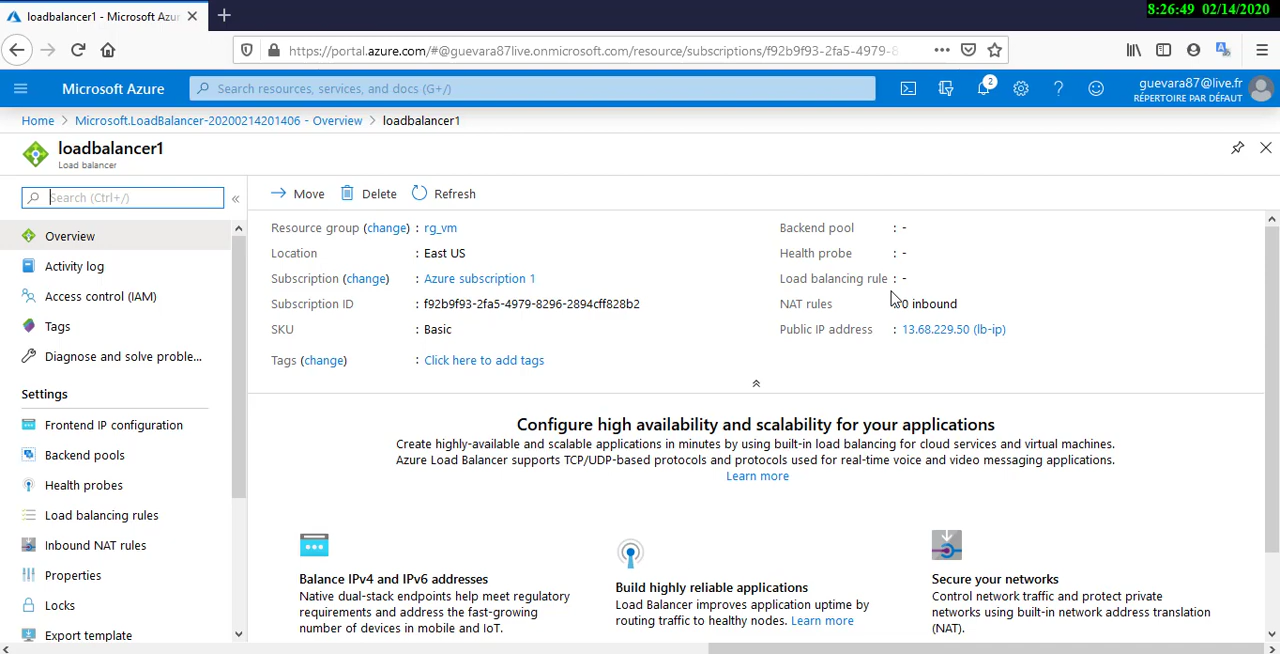 8:26:49 02/14/2020
loadbalancer1 - Microsoft Azur
https://portal.azure.com/#@guevara87live.onmicrosoft.com/resource/subscriptions/f92b9f93-2fa5-4979-8
Microsoft Azure
Search resources, services, and docs (G+/)
2
guevara87@live.fr
RÉPERTOIRE PAR DÉFAUT
Home > Microsoft.LoadBalancer-20200214201406 - Overview > loadbalancer1
loadbalancer1
Load balancer
Search (Ctrl+/)
«
Overview
Activity log
Access control (IAM)
Tags
Diagnose and solve proble...
Settings
Frontend IP configuration
Backend pools
Health probes
Load balancing rules
Inbound NAT rules
Properties
Locks
Export template
Move Delete Refresh
Resource group (change) : rg_vm
Location : East US
Subscription (change) : Azure subscription 1
Subscription ID : f92b9f93-2fa5-4979-8296-2894cff828b2
SKU : Basic
Tags (change) : Click here to add tags
Backend pool : -
Health probe : -
Load balancing rule : -
NAT rules : 0 inbound
Public IP address : 13.68.229.50 (lb-ip)
Configure high availability and scalability for your applications
Create highly-available and scalable applications in minutes by using built-in load balancing for cloud services and virtual machines.
Azure Load Balancer supports TCP/UDP-based protocols and protocols used for real-time voice and video messaging applications.
Learn more
Balance IPv4 and IPv6 addresses
Native dual-stack endpoints help meet regulatory
requirements and address the fast-growing
number of devices in mobile and IoT.
Build highly reliable applications
Load Balancer improves application uptime by
routing traffic to healthy nodes. Learn more
Secure your networks
Control network traffic and protect private
networks using built-in network address translation
(NAT).